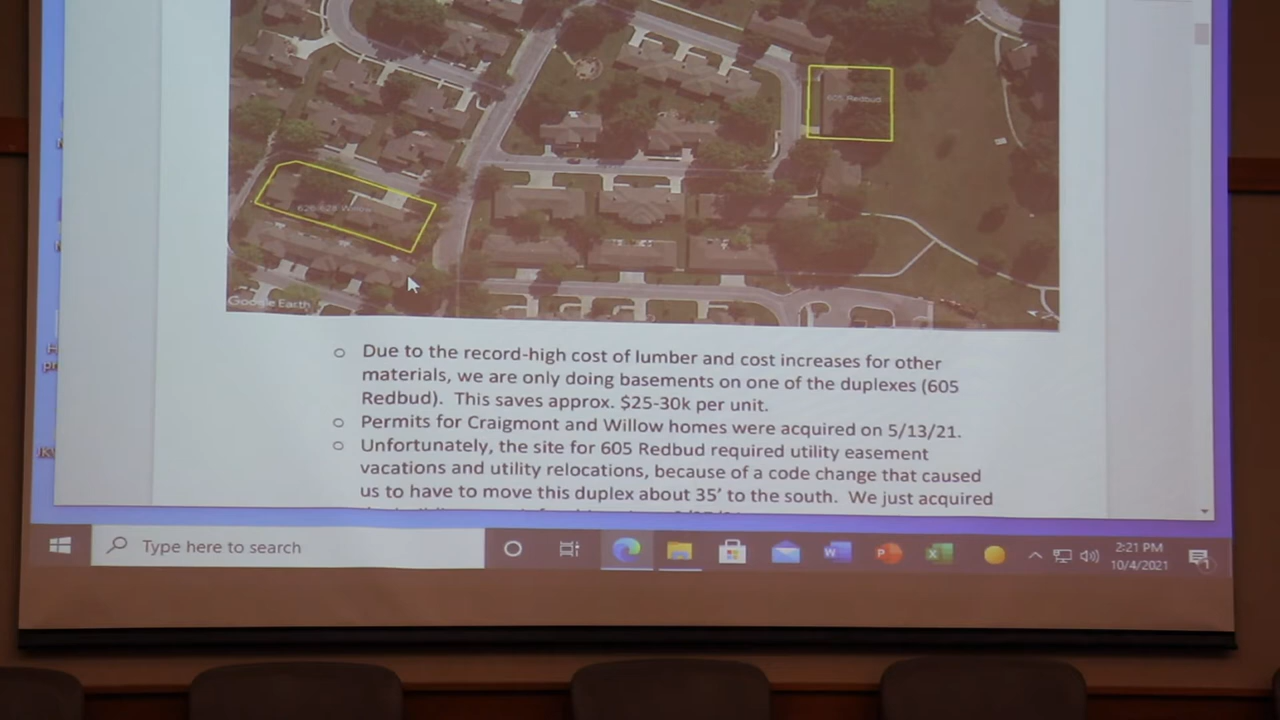 605 Redbud
Google Earth
Due to the record-high cost of lumber and cost increases for other
materials, we are only doing basements on one of the duplexes (605
Redbud). This saves approx. $25-30k per unit.
Permits for Craigmont and Willow homes were acquired on 5/13/21.
Unfortunately, the site for 605 Redbud required utility easement
vacations and utility relocations, because of a code change that caused
us to have to move this duplex about 35' to the south. We just acquired
Type here to search
2:21 PM
10/4/2021